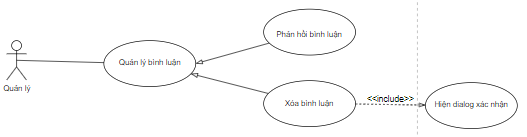 Phản hồi bình luận
Quản lý bình luận
Quản lý
Xóa bình luận
<<include>>
Hiện dialog xác nhận